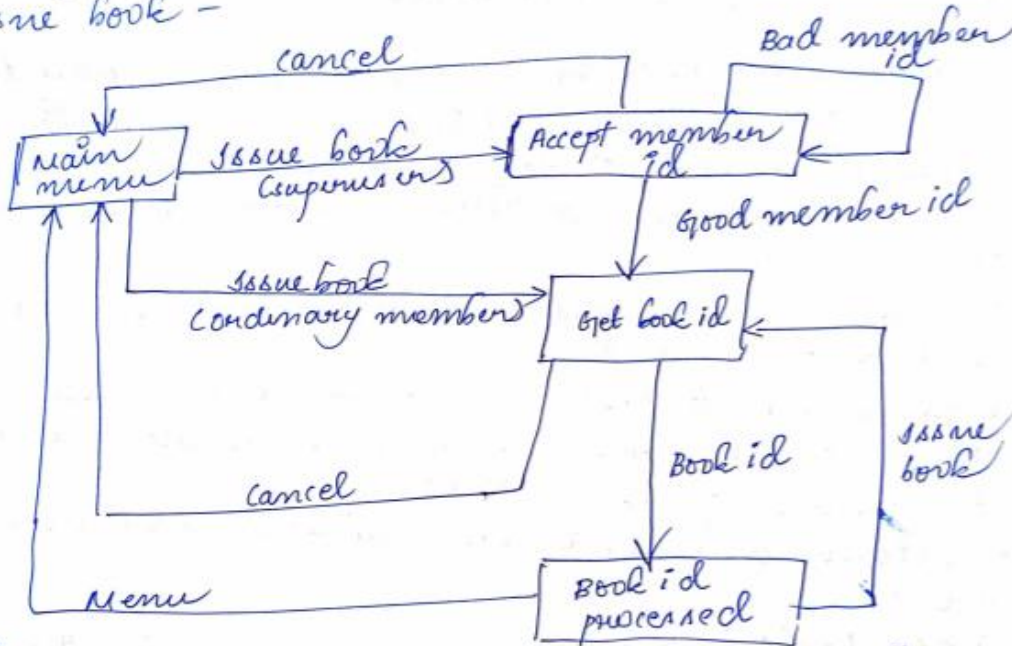 issue book -
cancel
Bad member
id
Main
menu
Issue book
(superuser)
Accept member
id
Good member id
Issue book
(ordinary member)
Get book id
Book id
Issue
book
cancel
Menu
Book id
processed